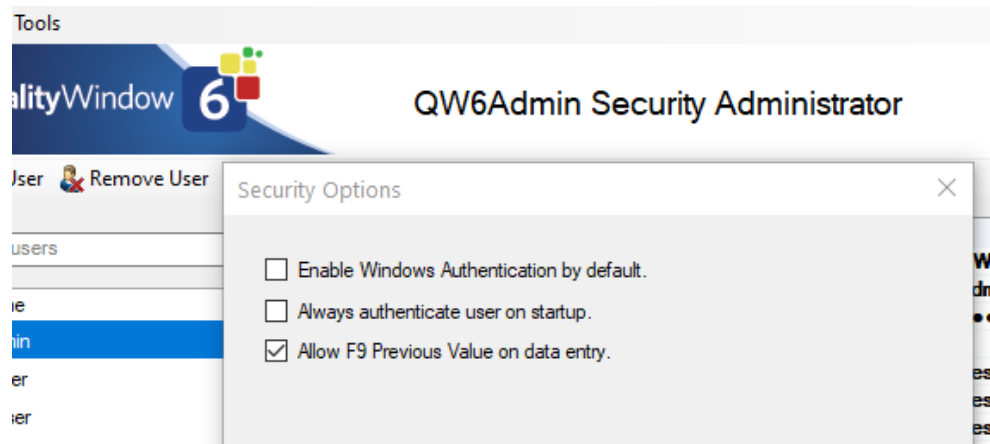 Tools
alityWindow 6
QW6Admin Security Administrator
User Remove User
Security Options
users
Enable Windows Authentication by default.
Always authenticate user on startup.
Allow F9 Previous Value on data entry.